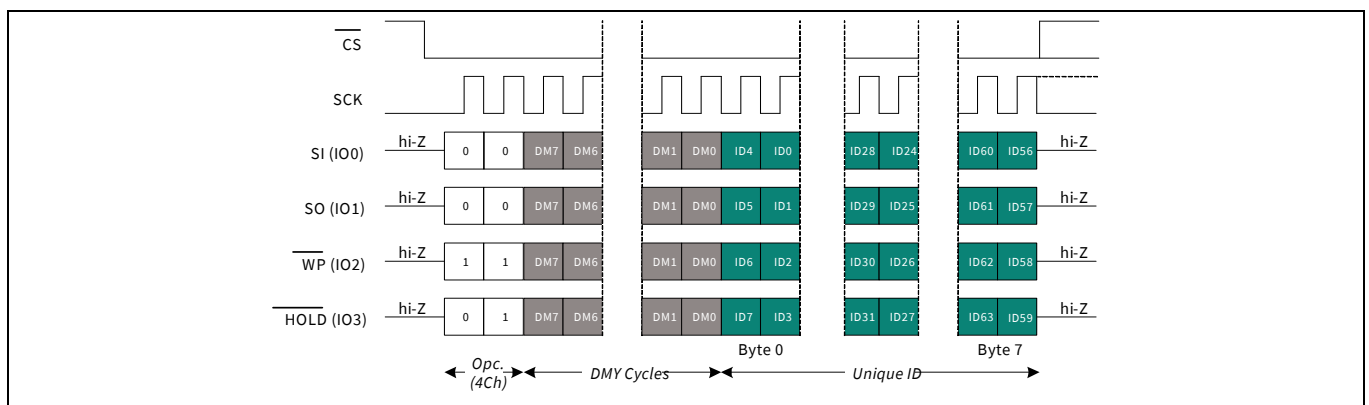 CS
SCK
SI (IO0) hi-Z 0 0 DM7 DM6 DM1 DM0 ID4 ID0 ID28 ID24 ID60 ID56 hi-Z
SO (IO1) hi-Z 0 0 DM7 DM6 DM1 DM0 ID5 ID1 ID29 ID25 ID61 ID57 hi-Z
WP (IO2) hi-Z 1 1 DM7 DM6 DM1 DM0 ID6 ID2 ID30 ID26 ID62 ID58 hi-Z
HOLD (IO3) hi-Z 0 1 DM7 DM6 DM1 DM0 ID7 ID3 ID31 ID27 ID63 ID59 hi-Z
Byte 0 Byte 7
Opc.
(4Ch) DMY Cycles Unique ID